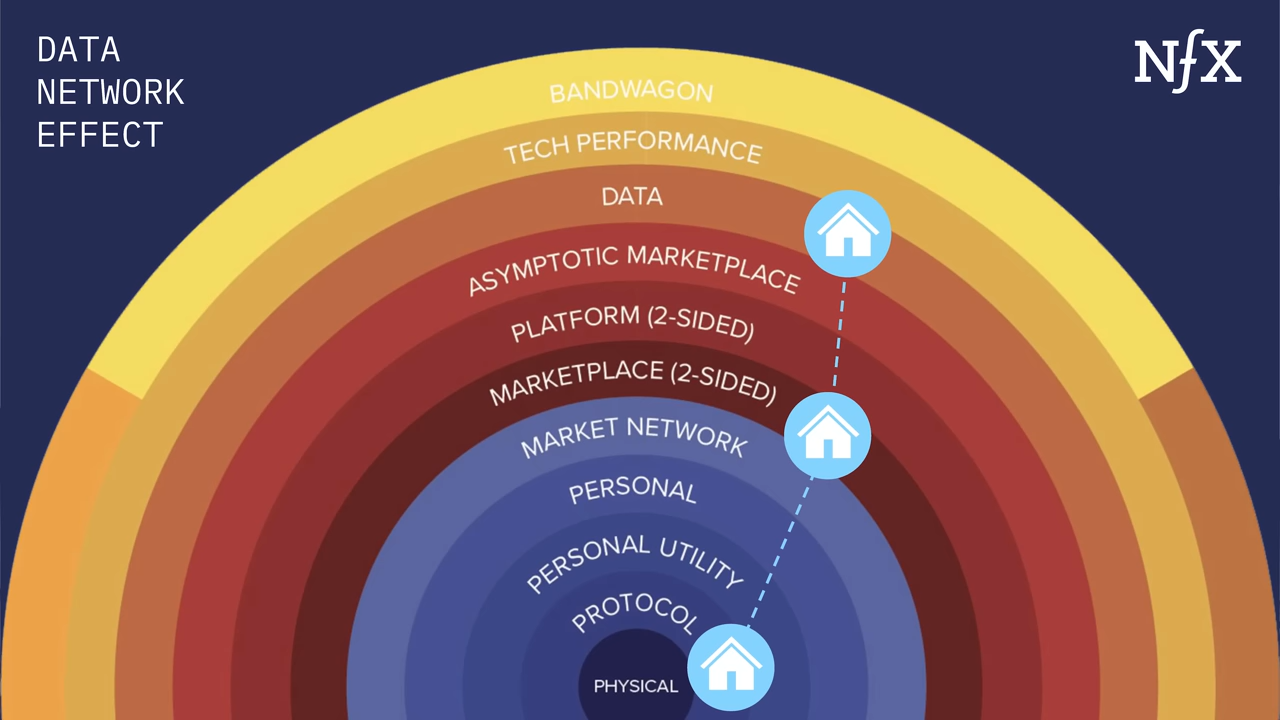 DATA
NETWORK
EFFECT
NfX
BANDWAGON
TECH PERFORMANCE
DATA
ASYMPTOTIC MARKETPLACE
PLATFORM (2-SIDED)
MARKETPLACE (2-SIDED)
MARKET NETWORK
PERSONAL
PERSONAL UTILITY
PROTOCOL
PHYSICAL